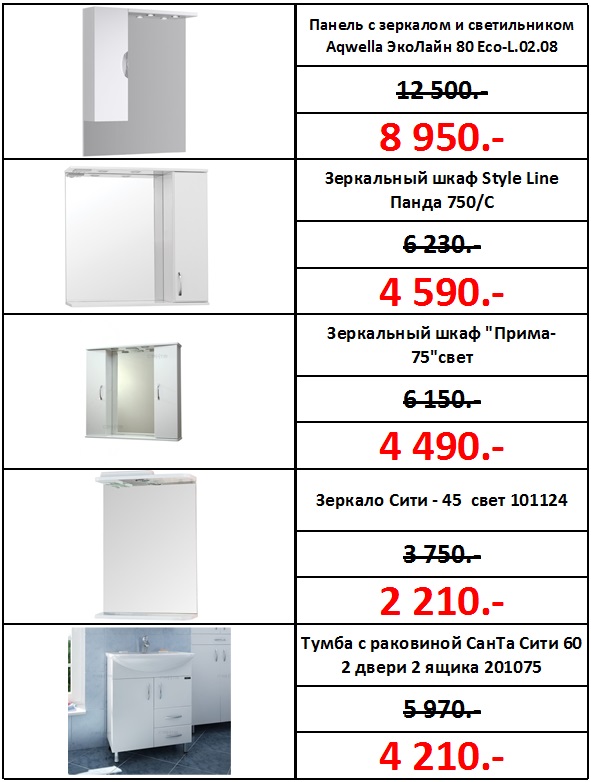 Панель с зеркалом и светильником
Aqwella ЭкоЛайн 80 Eco-L.02.08
12 500.-
8 950.-
Зеркальный шкаф Style Line
Панда 750/С
6 230.-
4 590.-
Зеркальный шкаф "Прима-
75"свет
6 150.-
4 490.-
Зеркало Сити - 45 свет 101124
3 750.-
2 210.-
Тумба с раковиной СанТа Сити 60
2 двери 2 ящика 201075
5 970.-
4 210.-